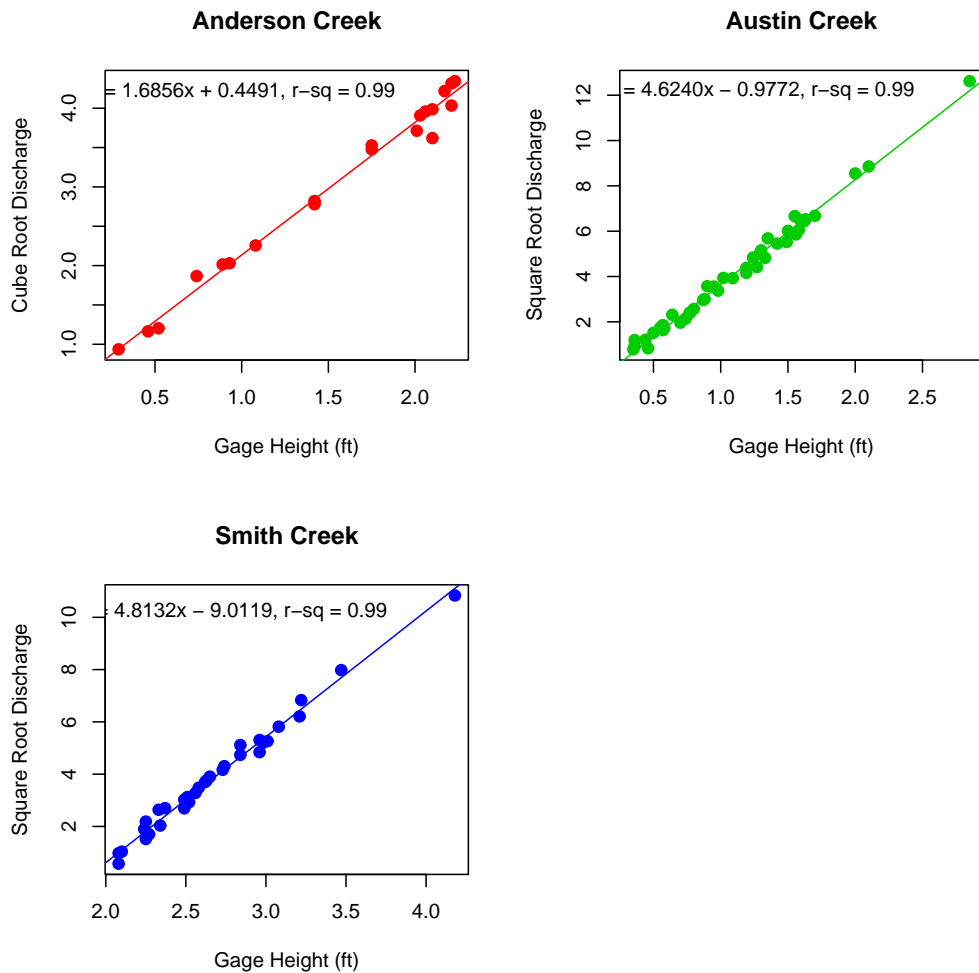 Anderson Creek
= 1.6856x + 0.4491, r−sq = 0.99
Cube Root Discharge
4.0
3.0
2.0
1.0
0.5 1.0 1.5 2.0
Gage Height (ft)
Austin Creek
= 4.6240x − 0.9772, r−sq = 0.99
Square Root Discharge
12
10
8
6
4
2
0.5 1.0 1.5 2.0 2.5
Gage Height (ft)
Smith Creek
4.8132x − 9.0119, r−sq = 0.99
Square Root Discharge
10
8
6
4
2
2.0 2.5 3.0 3.5 4.0
Gage Height (ft)